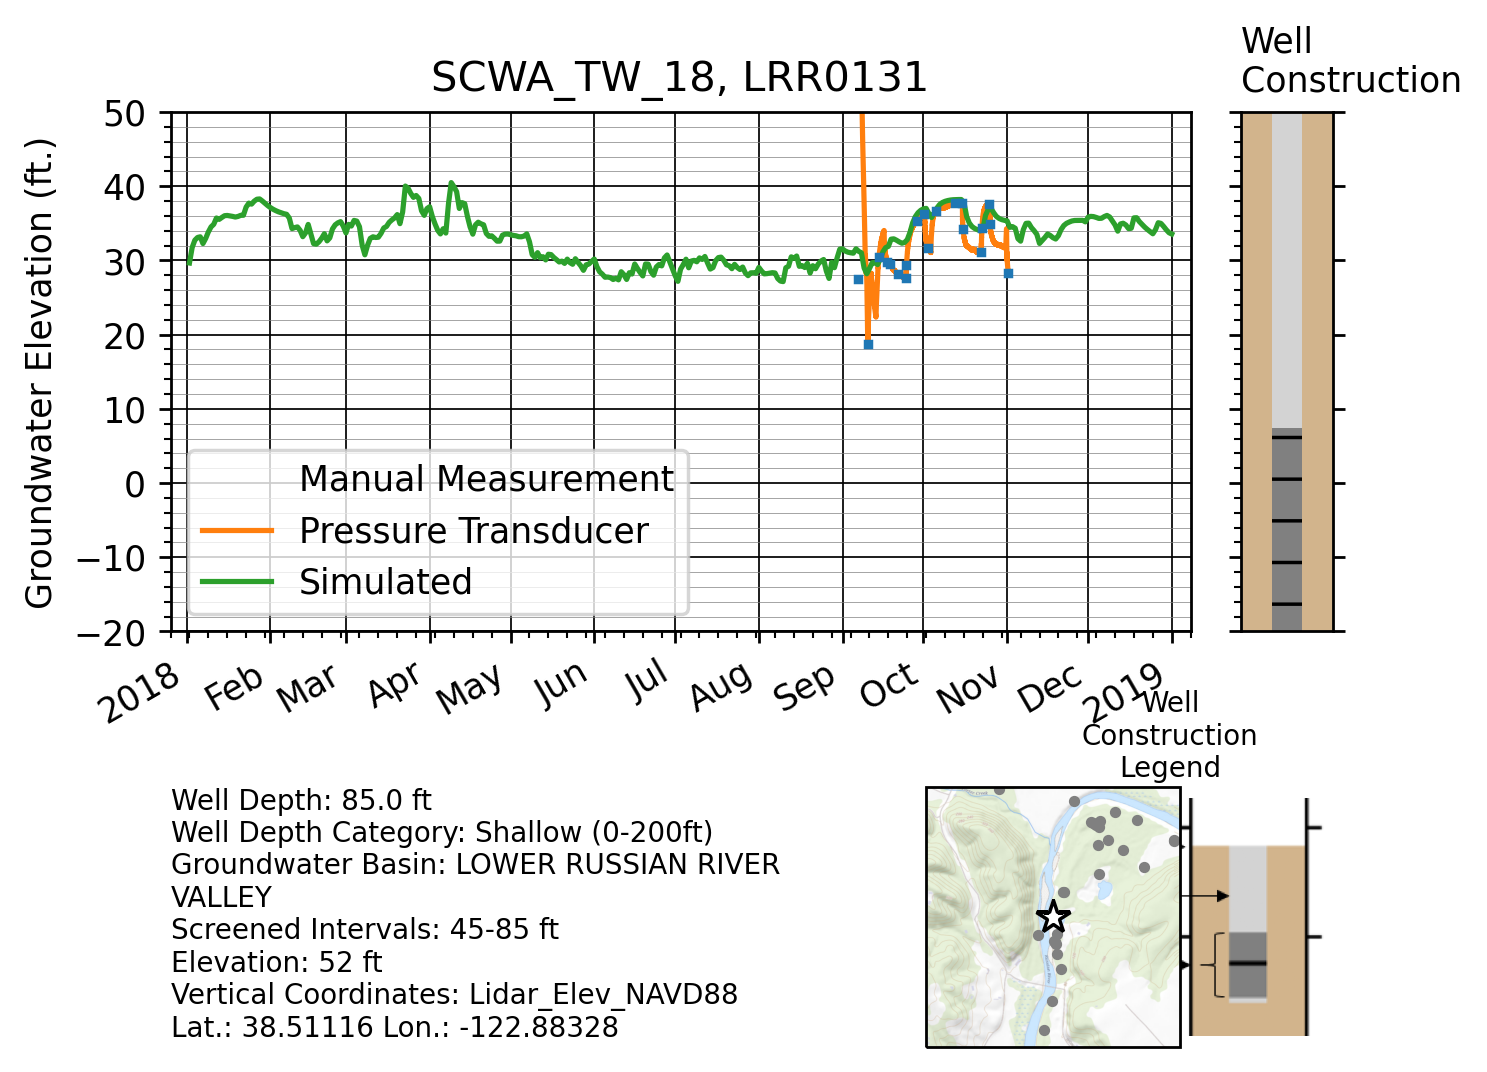 Well
Construction
SCWA_TW_18, LRR0131
Groundwater Elevation (ft.)
50
40
30
20
10
0
−10
−20
Manual Measurement
Pressure Transducer
Simulated
2018
Feb
Mar
Apr
May
Jun
Jul
Aug
Sep
Oct
Nov
Dec
2019
Well
Construction
Legend
Well Depth: 85.0 ft
Well Depth Category: Shallow (0-200ft)
Groundwater Basin: LOWER RUSSIAN RIVER
VALLEY
Screened Intervals: 45-85 ft
Elevation: 52 ft
Vertical Coordinates: Lidar_Elev_NAVD88
Lat.: 38.51116 Lon.: -122.88328